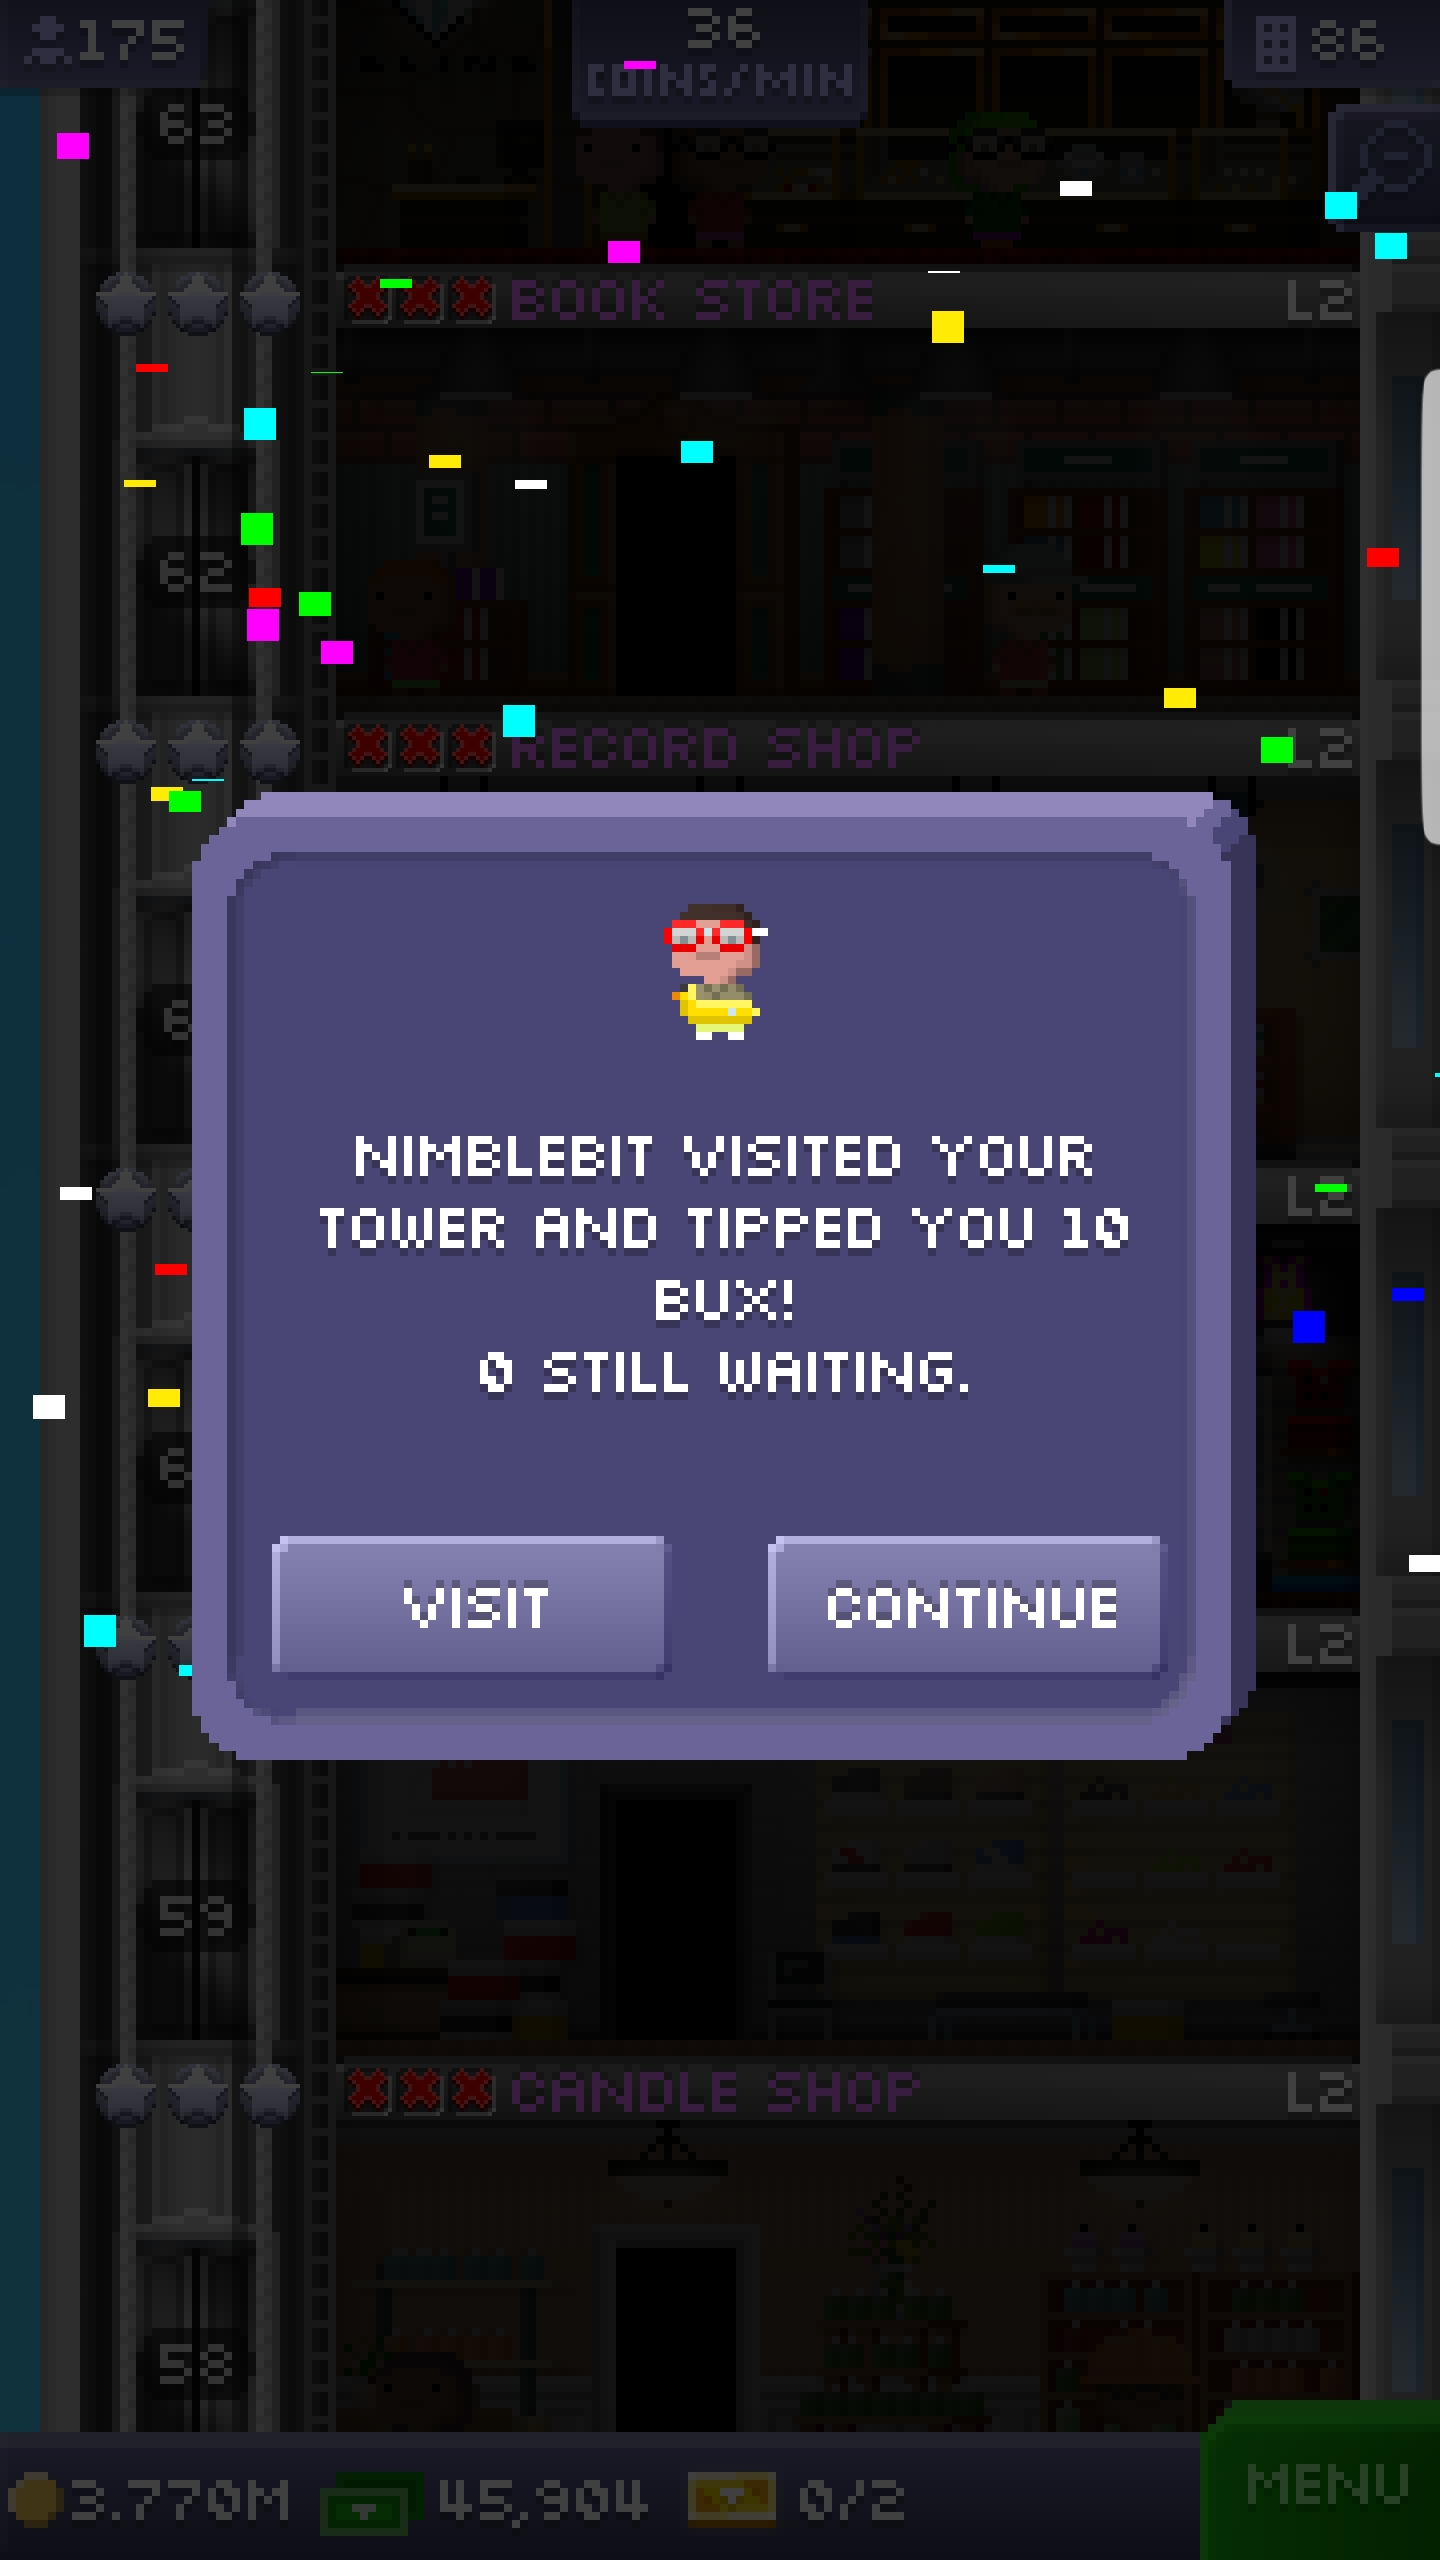 175
36
COINS/MIN
86
63
BOOK STORE
L2
62
RECORD SHOP
L2
6
L2
NIMBLEBIT VISITED YOUR
TOWER AND TIPPED YOU 10
BUX!
0 STILL WAITING.
6
VISIT
CONTINUE
L2
59
CANDLE SHOP
L2
58
3.770M
45,904
0/2
MENU